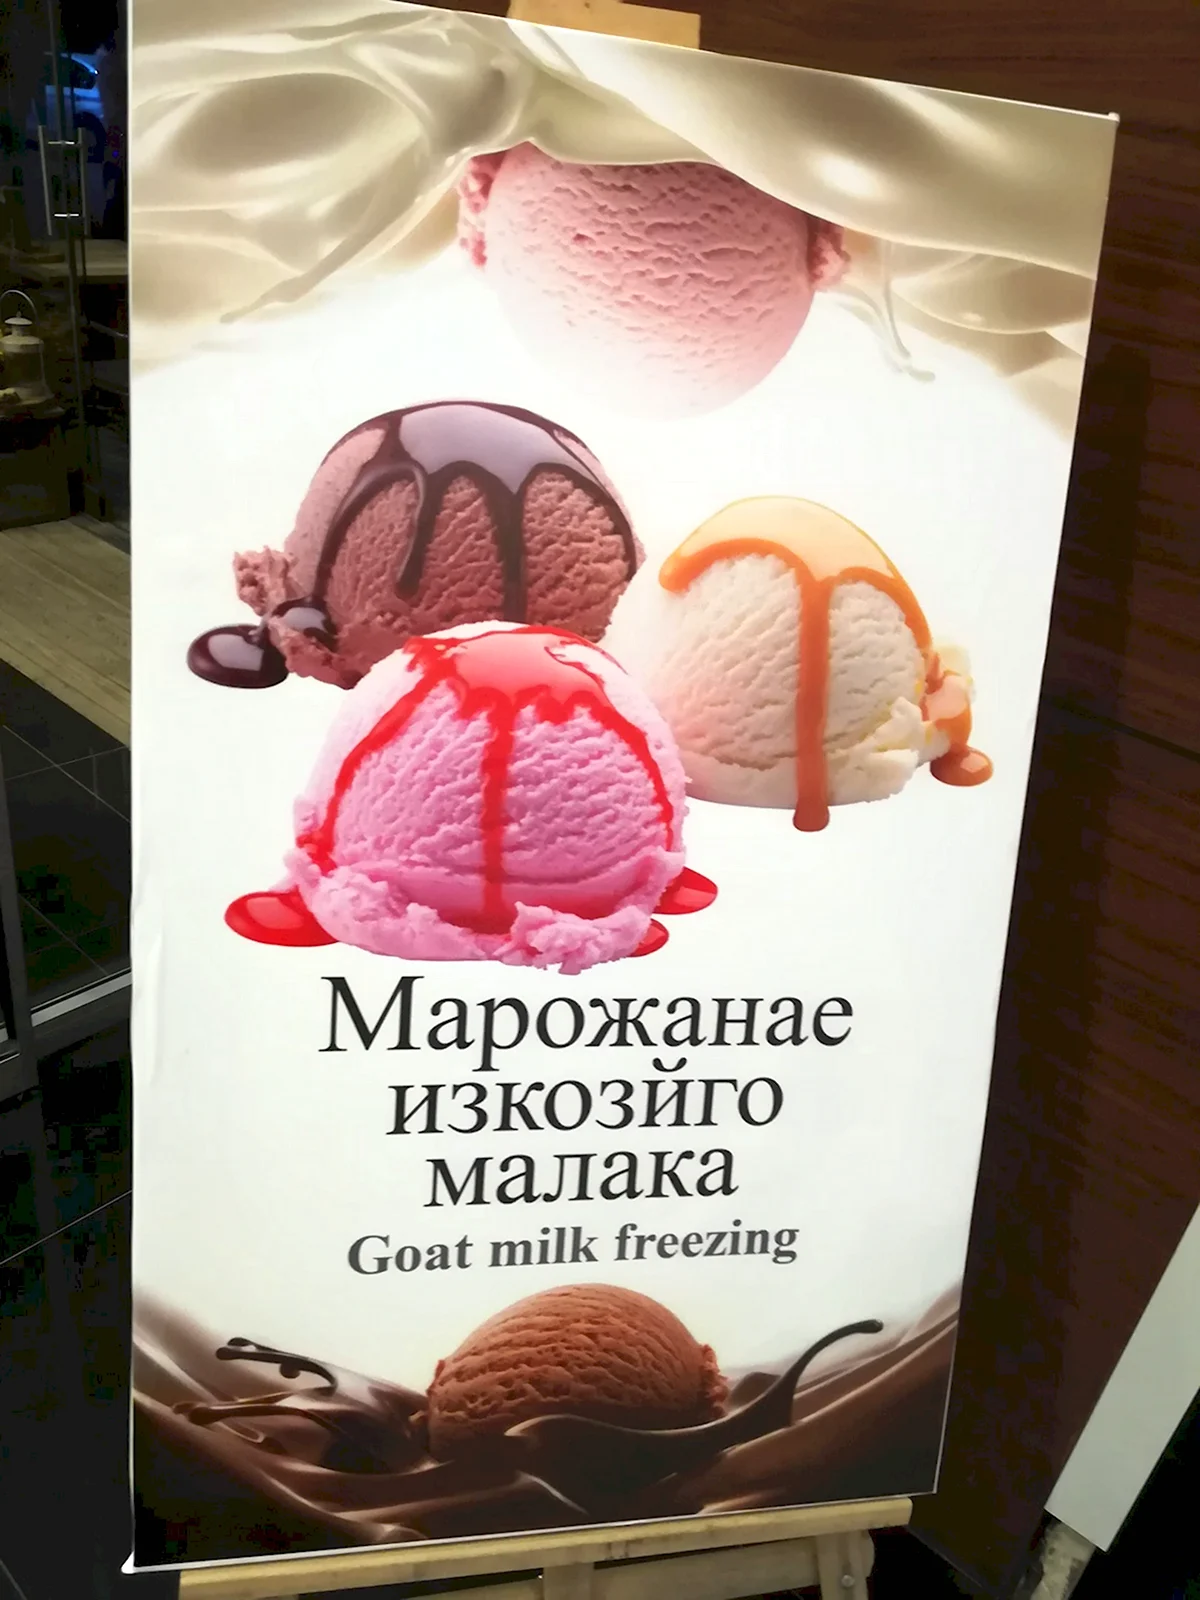 Марожанае
изкозйго
малака
Goat milk freezing